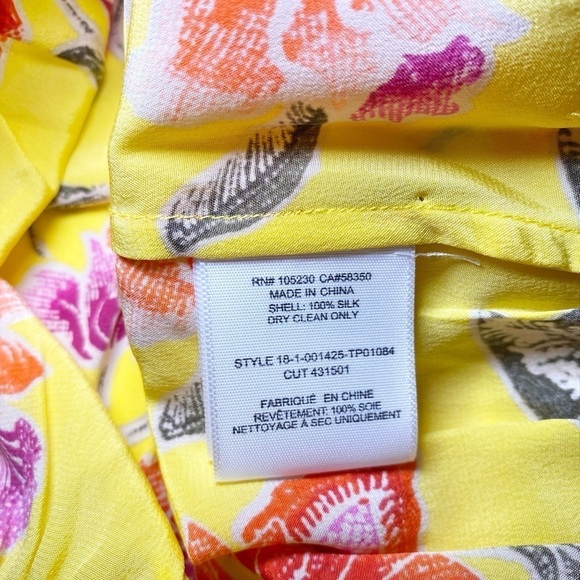 RN# 105230 CA#58350
MADE IN CHINA
SHELL: 100% SILK
DRY CLEAN ONLY
STYLE 18-1-001425-TP01084
CUT 431501
FABRIQUÉ EN CHINE
REVÊTEMENT: 100% SOIE
NETTOYAGE À SEC UNIQUEMENT